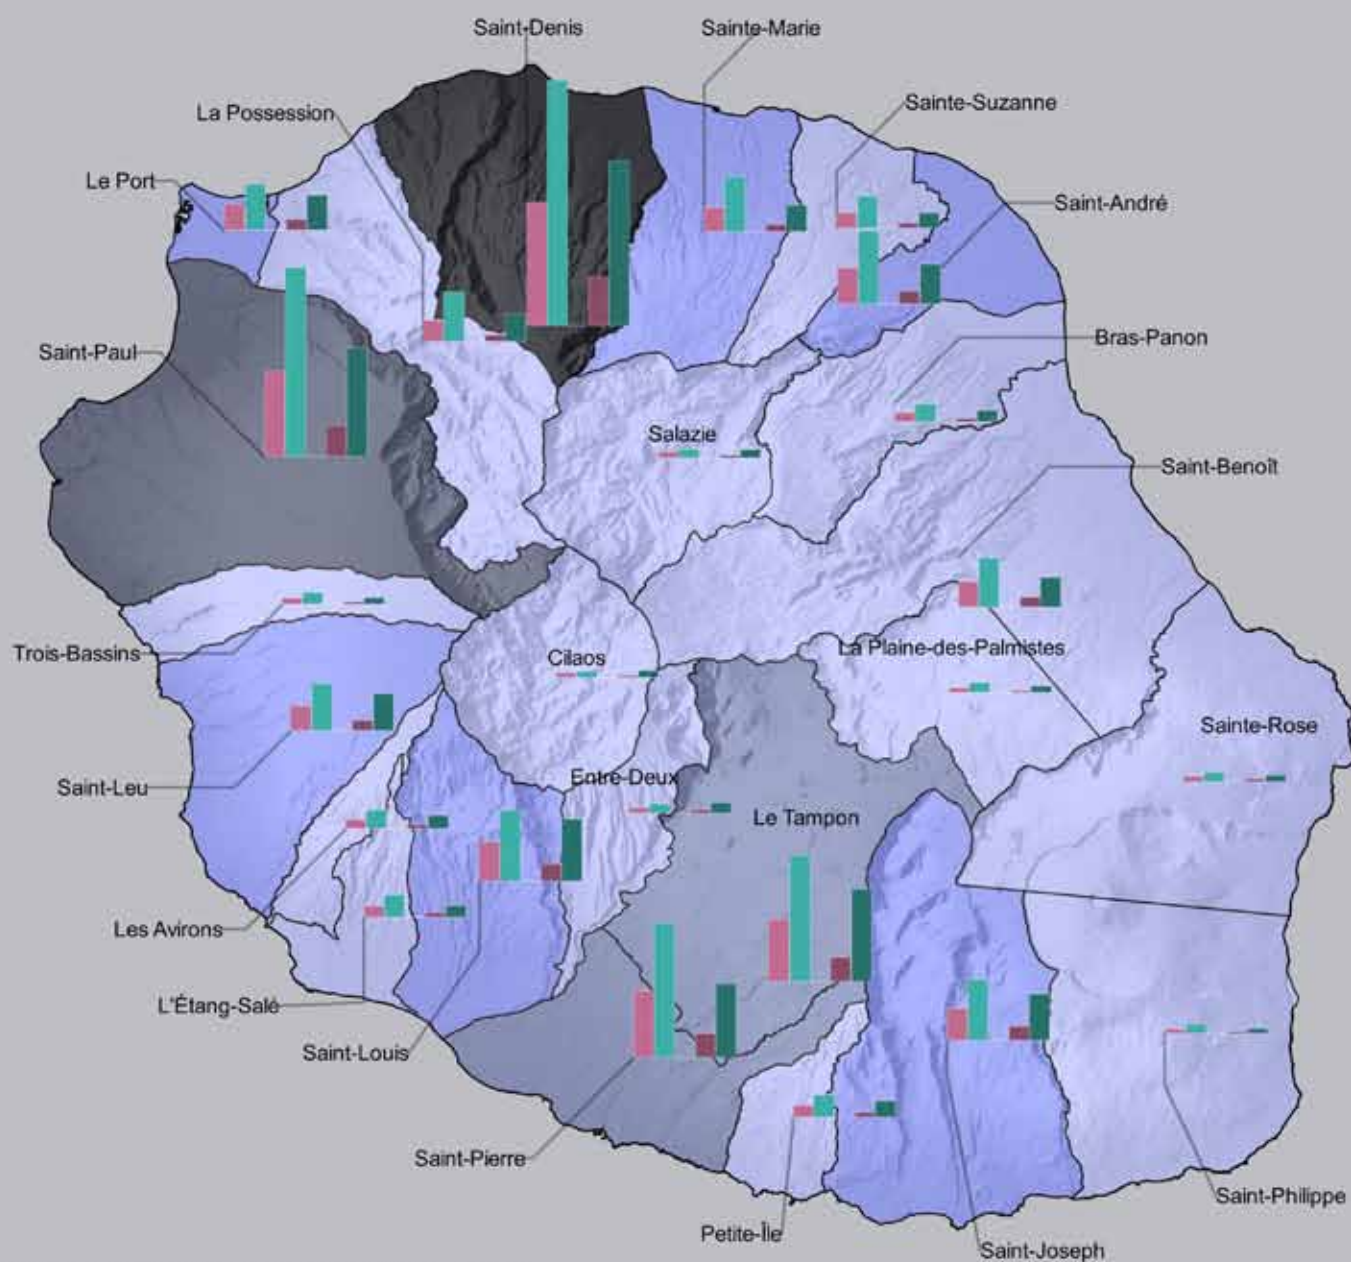 Saint-Denis
Sainte-Marie
La Possession
Sainte-Suzanne
Le Port
Saint-André
Bras-Panon
Saint-Paul
Salazie
Saint-Benoît
Trois-Bassins
Cilaos
La Plaine-des-Palmistes
Sainte-Rose
Saint-Leu
Entre-Deux
Le Tampon
Les Avirons
L'Étang-Salé
Saint-Louis
Saint-Pierre
Saint-Philippe
Petite-Île
Saint-Joseph